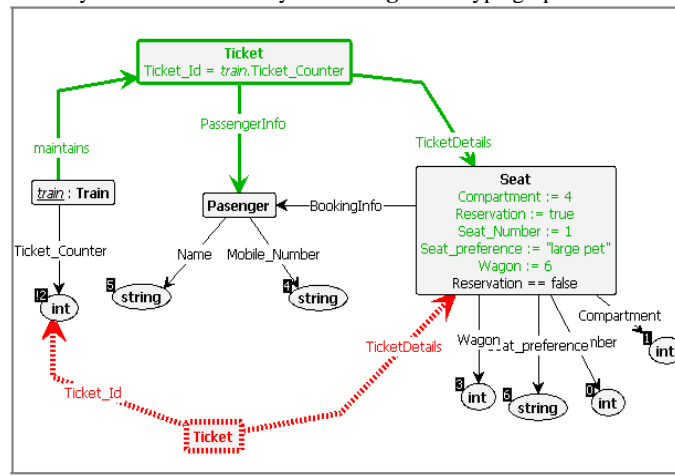 Ticket
Ticket_Id = train.Ticket_Counter
PassengerInfo
maintains
TicketDetails
train : Train
Pasenger
BookingInfo
Seat
Compartment := 4
Reservation := true
Seat_Number := 1
Seat_preference := "large pet"
Wagon := 6
Reservation == false
Ticket_Counter
Name
Mobile_Number
12
int
5
string
4
string
Compartment
1
int
Wagon
eat_preference
mber
3
int
6
string
0
int
TicketDetails
Ticket_Id
Ticket